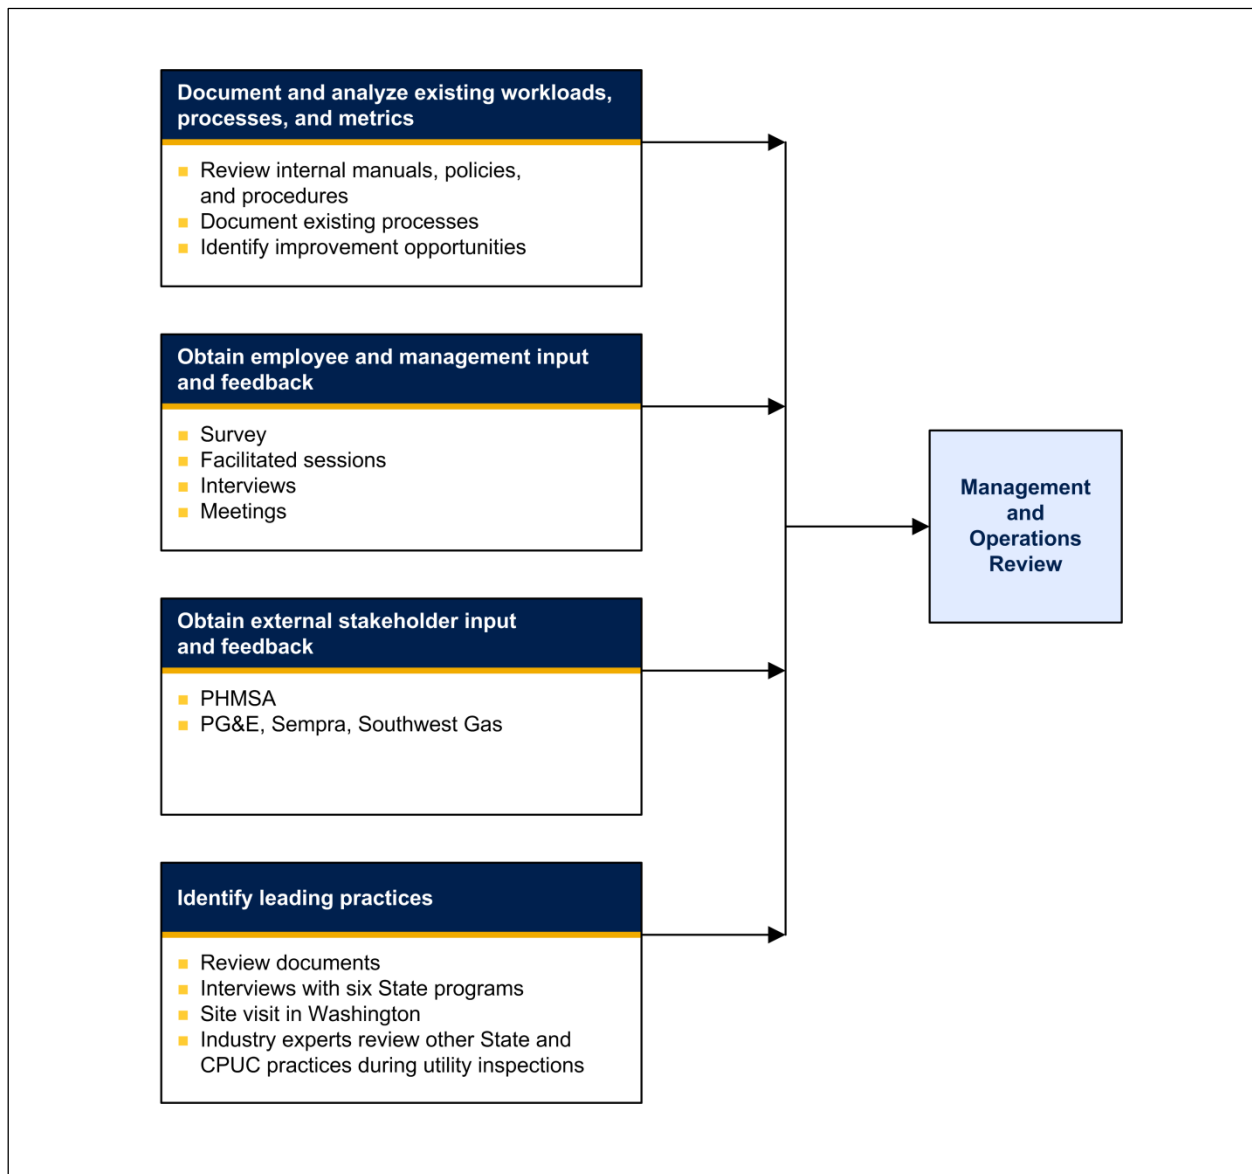 Document and analyze existing workloads,
processes, and metrics
Review internal manuals, policies,
and procedures
Document existing processes
Identify improvement opportunities
Obtain employee and management input
and feedback
Survey
Facilitated sessions
Interviews
Meetings
Obtain external stakeholder input
and feedback
PHMSA
PG&E, Sempra, Southwest Gas
Identify leading practices
Review documents
Interviews with six State programs
Site visit in Washington
Industry experts review other State and
CPUC practices during utility inspections
Management
and
Operations
Review